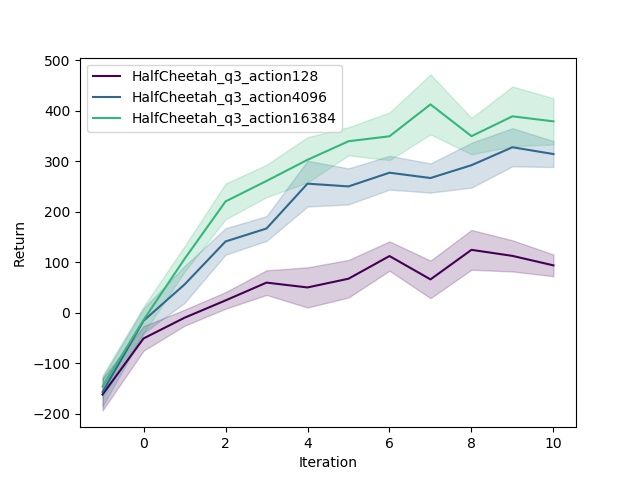 500
400
300
200
100
0
−100
−200
Return
HalfCheetah_q3_action128
HalfCheetah_q3_action4096
HalfCheetah_q3_action16384
0 2 4 6 8 10
Iteration